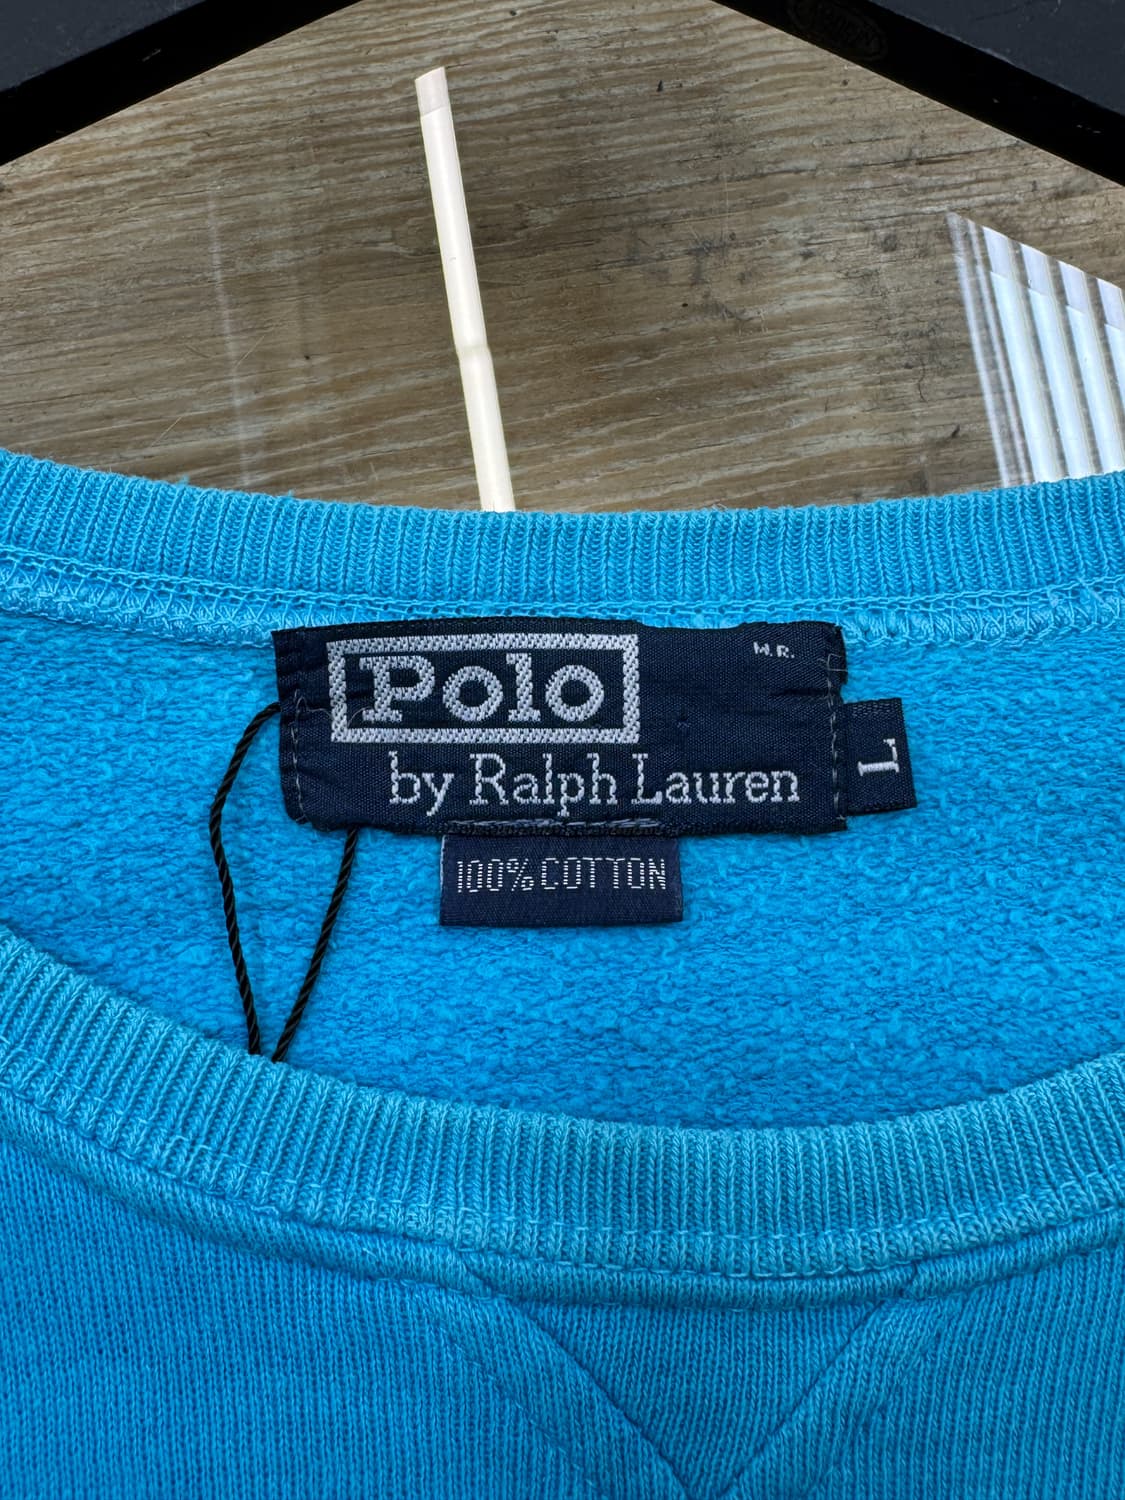 Polo
M.R.
by Ralph Lauren
L
100% COTTON